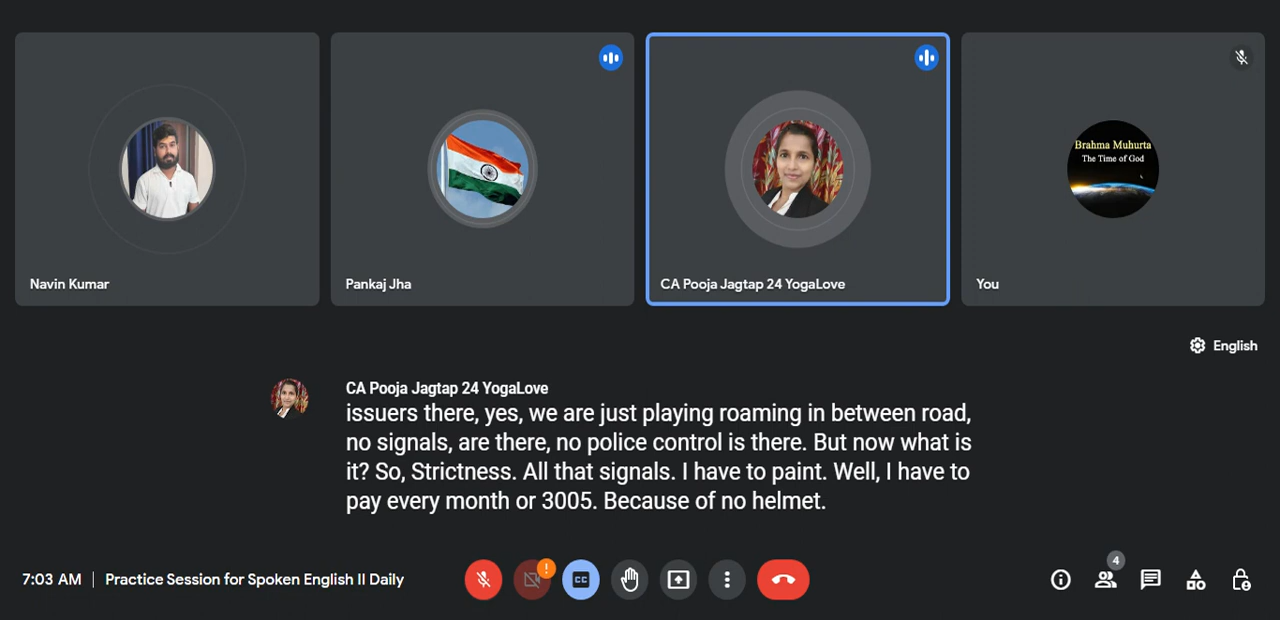 Brahma Muhurta
The Time of God
Navin Kumar
Pankaj Jha
CA Pooja Jagtap 24 YogaLove
You
English
CA Pooja Jagtap 24 YogaLove
issuers there, yes, we are just playing roaming in between road,
no signals, are there, no police control is there. But now what is
it? So, Strictness. All that signals. I have to paint. Well, I have to
pay every month or 3005. Because of no helmet.
7:03 AM | Practice Session for Spoken English II Daily
!
CC
4